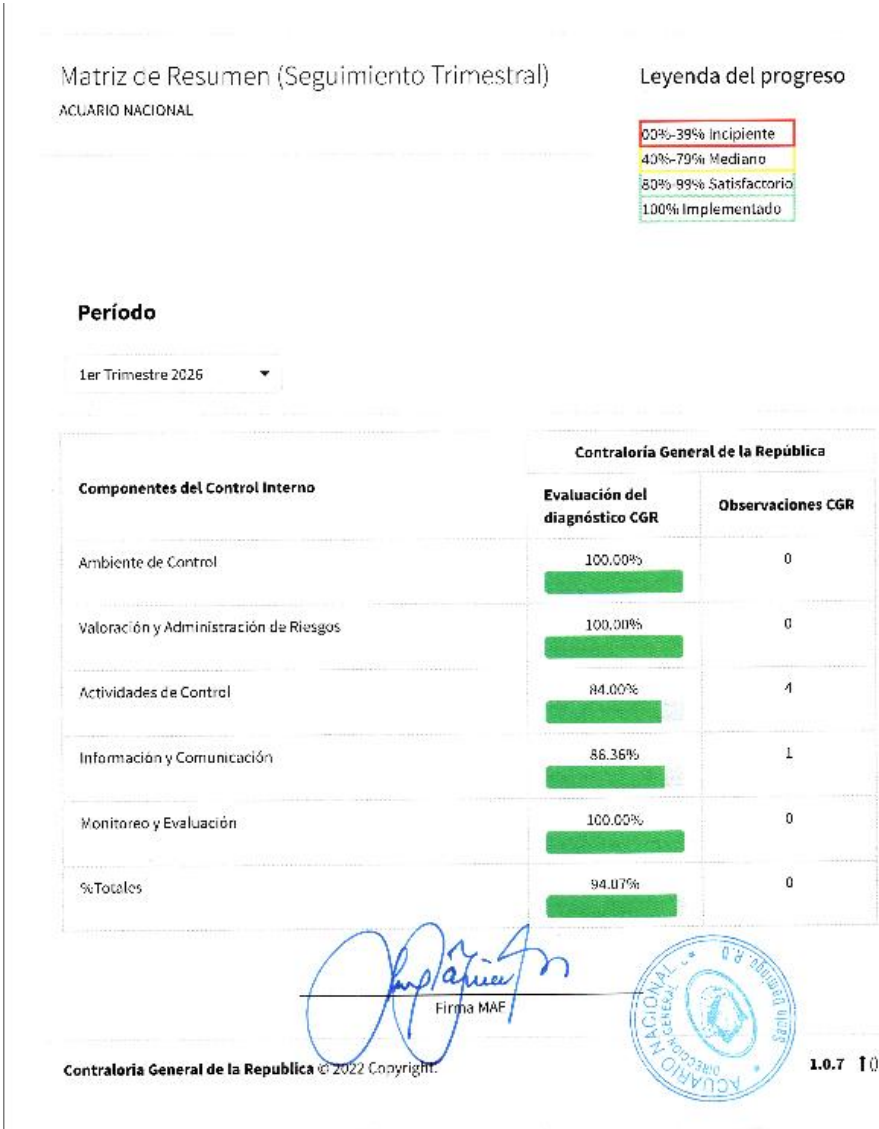 Matriz de Resumen (Seguimiento Trimestral)
ACUARIO NACIONAL
Leyenda del progreso
00%-39% Incipiente
40%-79% Mediano
80%-99% Satisfactorio
100% Implementado
Período
1er Trimestre 2026
Contraloría General de la República
Componentes del Control Interno
Evaluación del diagnóstico CGR
Observaciones CGR
Ambiente de Control 100.00% 0
Valoración y Administración de Riesgos 100.00% 0
Actividades de Control 84.00% 4
Información y Comunicación 86.36% 1
Monitoreo y Evaluación 100.00% 0
%Totales 94.07% 0
Firma MAE
ACUARIO NACIONAL
DIRECCION GENERAL
Santo Domingo, R.D.
Contraloria General de la Republica © 2022 Copyright.
1.0.7